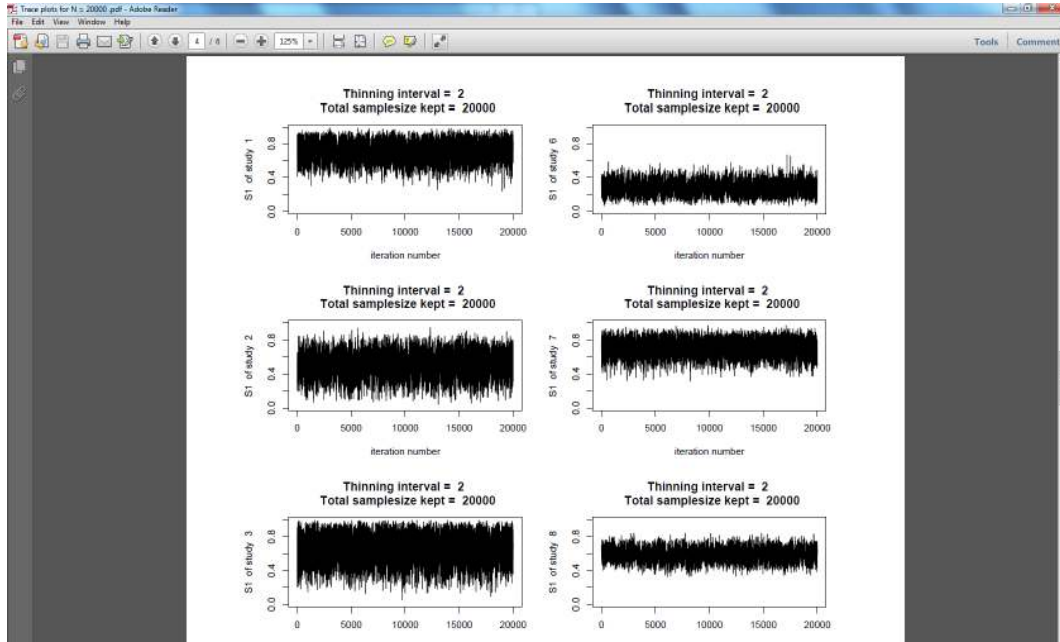 Trace plots for N = 20000 .pdf - Adobe Reader
File Edit View Window Help
4 / 6 125%
Tools Comment
Thinning interval = 2
Total samplesize kept = 20000
S1 of study 1
0.0 0.4 0.8
0 5000 10000 15000 20000
iteration number
Thinning interval = 2
Total samplesize kept = 20000
S1 of study 6
0.0 0.4 0.8
0 5000 10000 15000 20000
iteration number
Thinning interval = 2
Total samplesize kept = 20000
S1 of study 2
0.0 0.4 0.8
0 5000 10000 15000 20000
iteration number
Thinning interval = 2
Total samplesize kept = 20000
S1 of study 7
0.0 0.4 0.8
0 5000 10000 15000 20000
iteration number
Thinning interval = 2
Total samplesize kept = 20000
S1 of study 3
0.0 0.4 0.8
0 5000 10000 15000 20000
Thinning interval = 2
Total samplesize kept = 20000
S1 of study 8
0.0 0.4 0.8
0 5000 10000 15000 20000